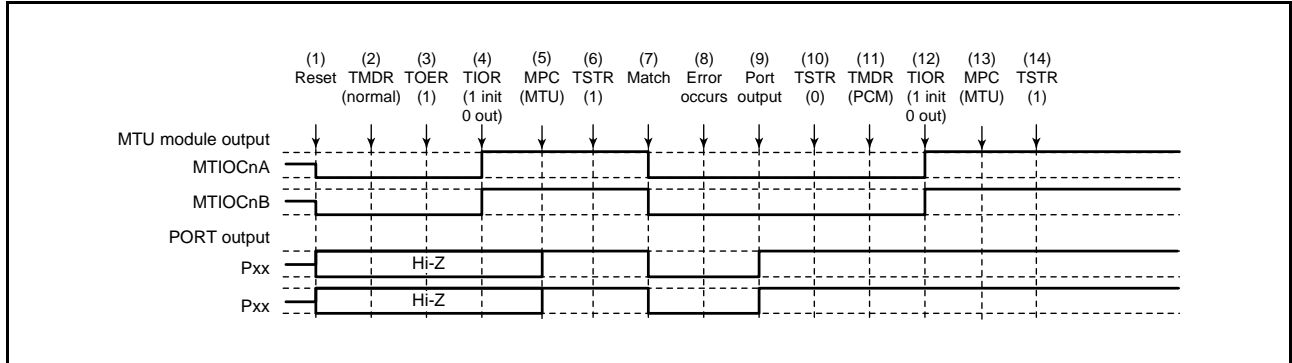 (1) (2) (3) (4) (5) (6) (7) (8) (9) (10) (11) (12) (13) (14)
Reset TMDR TOER TIOR MPC TSTR Match Error Port TSTR TMDR TIOR MPC TSTR
(normal) (1) (1 init (MTU) (1) occurs output (0) (PCM) (1 init (MTU) (1)
0 out) 0 out)
MTU module output
MTIOCnA
MTIOCnB
PORT output
Pxx Hi-Z
Pxx Hi-Z